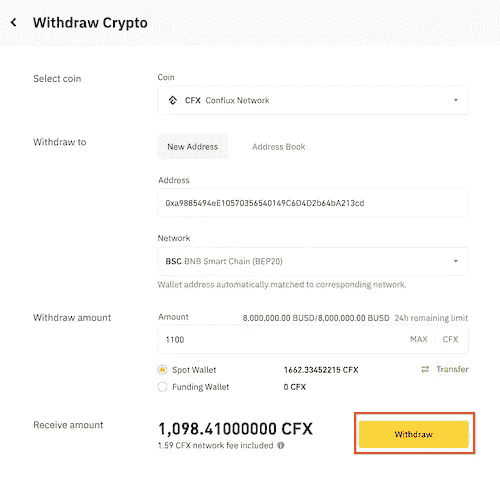 Withdraw Crypto
Select coin
Coin
CFX Conflux Network
Withdraw to
New Address Address Book
Address
0xa9885494eE10570356540149C6D4D2b64bA213cd
Network
BSC BNB Smart Chain (BEP20)
Wallet address automatically matched to corresponding network.
Withdraw amount
Amount 8,000,000.00 BUSD/8,000,000.00 BUSD 24h remaining limit
1100 MAX CFX
Spot Wallet 1662.33452215 CFX Transfer
Funding Wallet 0 CFX
Receive amount
1,098.41000000 CFX
1.59 CFX network fee included
Withdraw